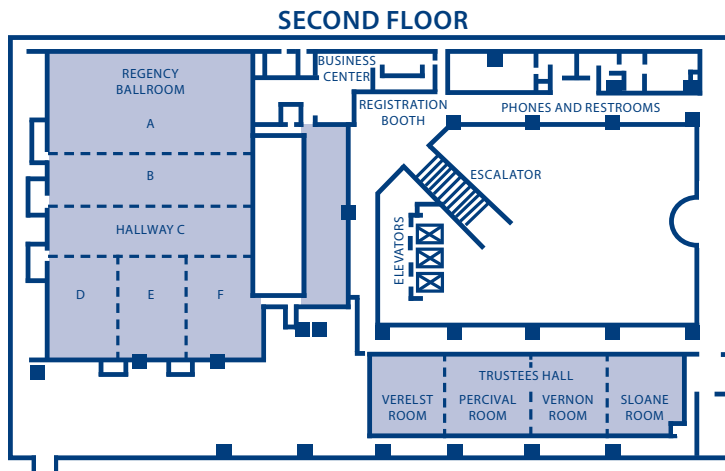 SECOND FLOOR
BUSINESS
CENTER
REGENCY
BALLROOM
REGISTRATION
BOOTH
PHONES AND RESTROOMS
A
B
ESCALATOR
HALLWAY C
ELEVATORS
D E F
TRUSTEES HALL
VERELST
ROOM
PERCIVAL
ROOM
VERNON
ROOM
SLOANE
ROOM